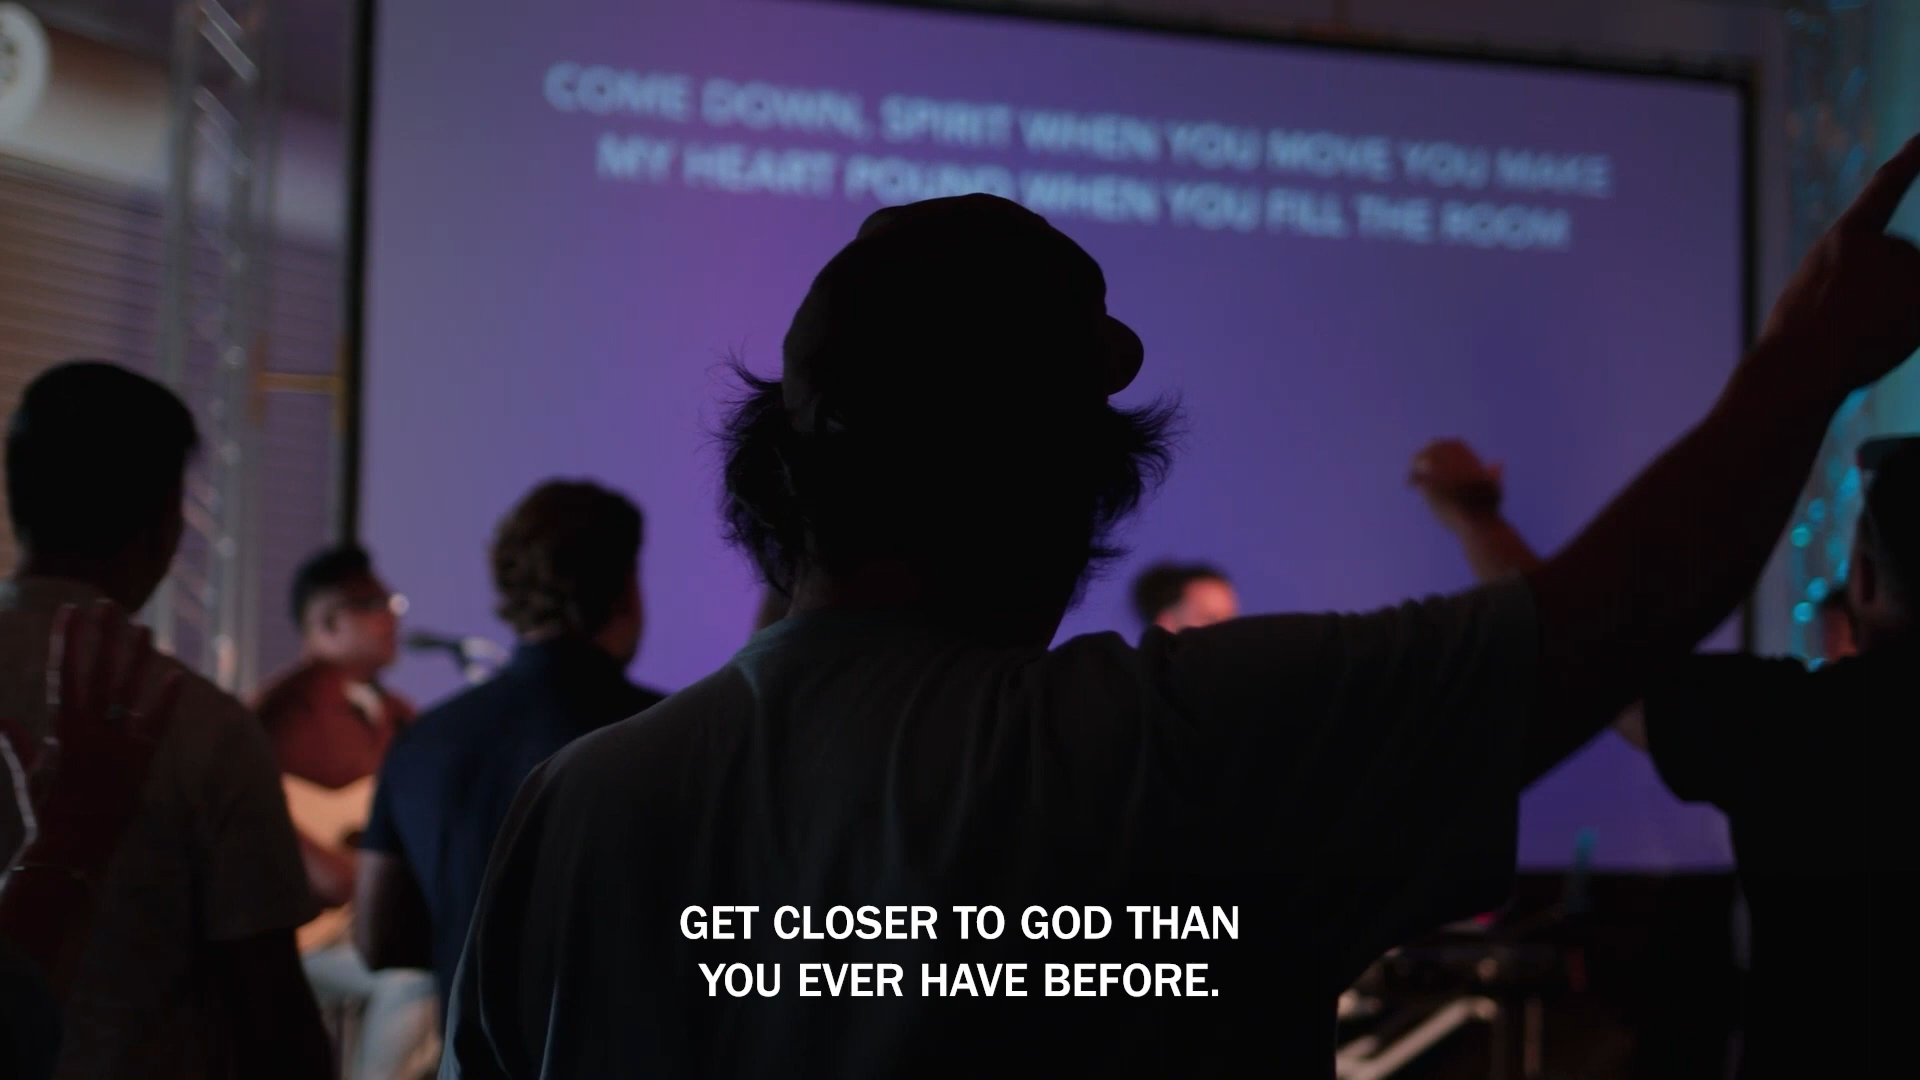 COME DOWN, SPIRIT WHEN YOU MOVE YOU MAKE
MY HEART POUND WHEN YOU FILL THE ROOM
GET CLOSER TO GOD THAN
YOU EVER HAVE BEFORE.